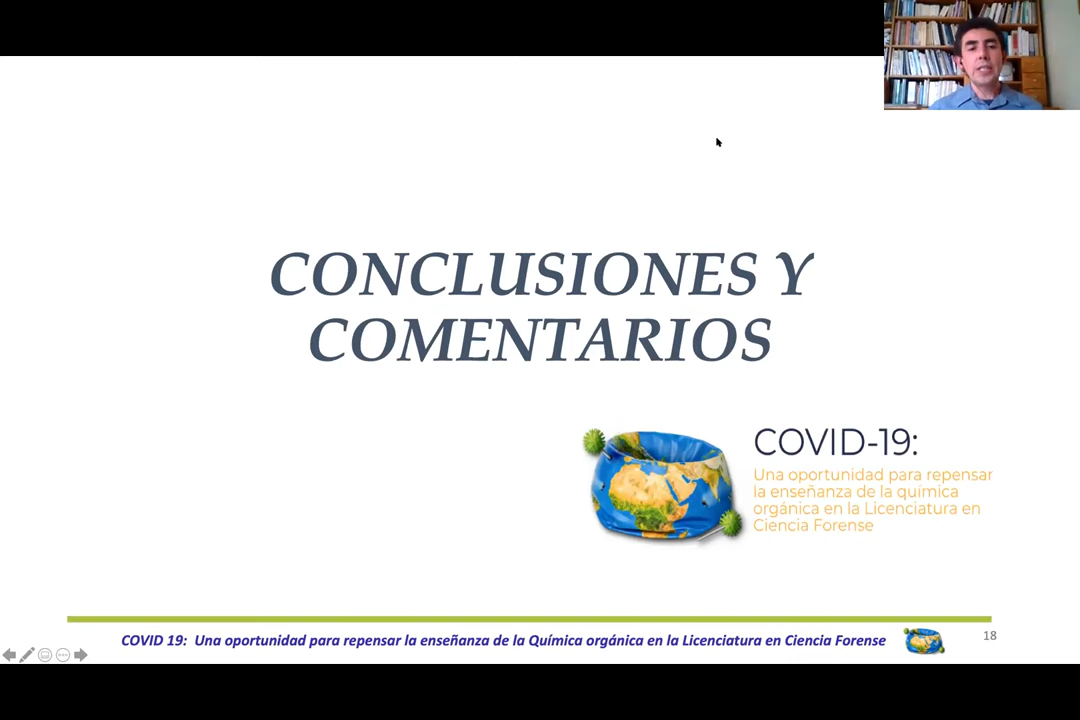 CONCLUSIONES Y
COMENTARIOS
COVID-19:
Una oportunidad para repensar
la enseñanza de la química
orgánica en la Licenciatura en
Ciencia Forense
COVID 19: Una oportunidad para repensar la enseñanza de la Química orgánica en la Licenciatura en Ciencia Forense
18